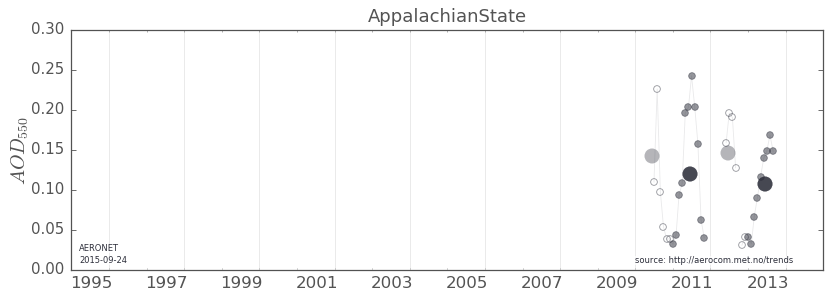 AppalachianState
0.30
0.25
0.20
0.15
0.10
0.05
0.00
AOD550
AERONET
2015-09-24
source: http://aerocom.met.no/trends
1995 1997 1999 2001 2003 2005 2007 2009 2011 2013